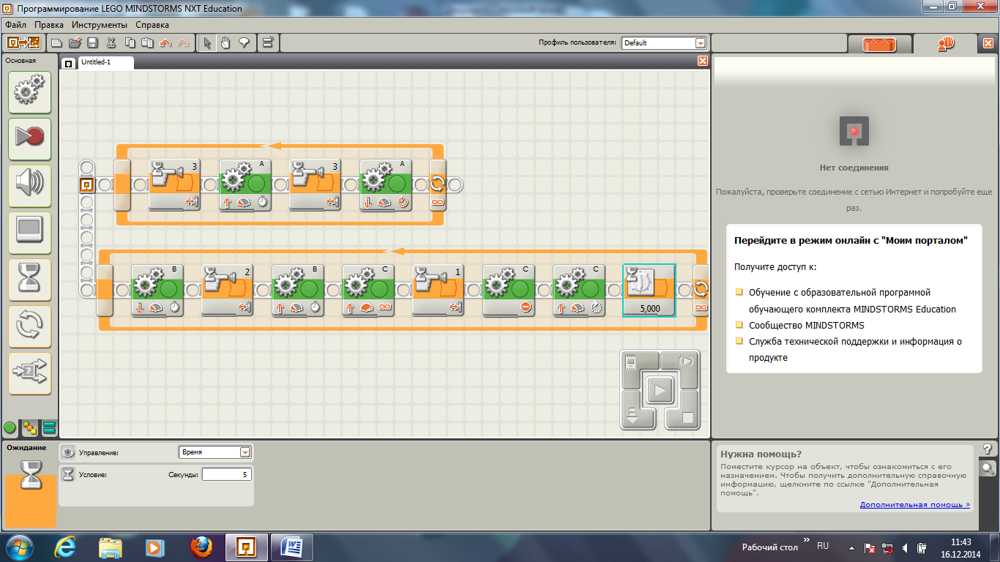 Программирование LEGO MINDSTORMS NXT Education
Файл Правка Инструменты Справка
Профиль пользователя: Default
Основная
Untitled-1
3 A 3 A
B 2 B C 1 C C
5,000
Нет соединения
Пожалуйста, проверьте соединение с сетью Интернет и попробуйте еще
раз.
Перейдите в режим онлайн с "Моим порталом"
Получите доступ к:
Обучение с образовательной программой
обучающего комплекта MINDSTORMS Education
Сообщество MINDSTORMS
Служба технической поддержки и информация о
продукте
Ожидание
Управление: Время
Условие: Секунды: 5
Нужна помощь?
Поместите курсор на объект, чтобы ознакомиться с его
назначением. Чтобы получить дополнительную справочную
информацию, щелкните по ссылке "Дополнительная
помощь".
Дополнительная помощь »
Рабочий стол » RU 11:43
16.12.2014